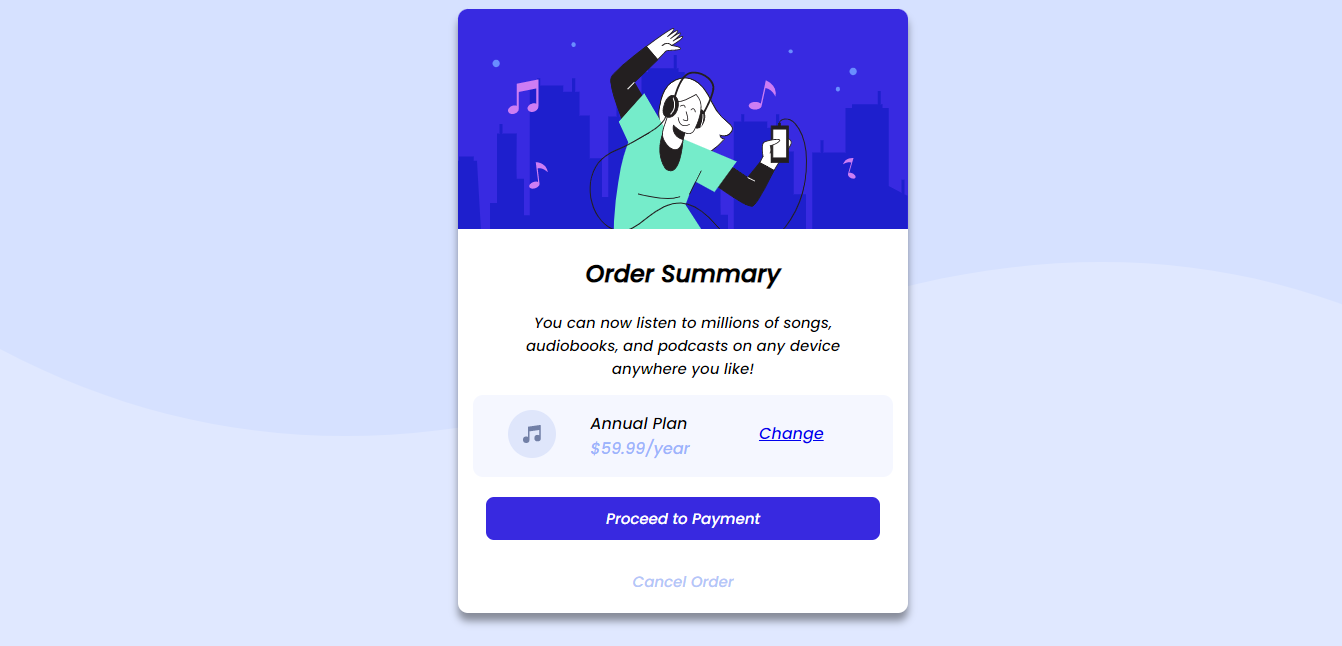 Order Summary
You can now listen to millions of songs,
audiobooks, and podcasts on any device
anywhere you like!
Annual Plan
$59.99/year
Change
Proceed to Payment
Cancel Order